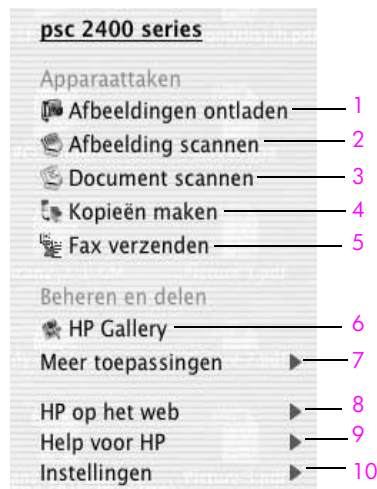 psc 2400 series
Apparaattaken
Afbeeldingen ontladen 1
Afbeelding scannen 2
Document scannen 3
Kopieën maken 4
Fax verzenden 5
Beheren en delen
HP Gallery 6
Meer toepassingen 7
HP op het web 8
Help voor HP 9
Instellingen 10